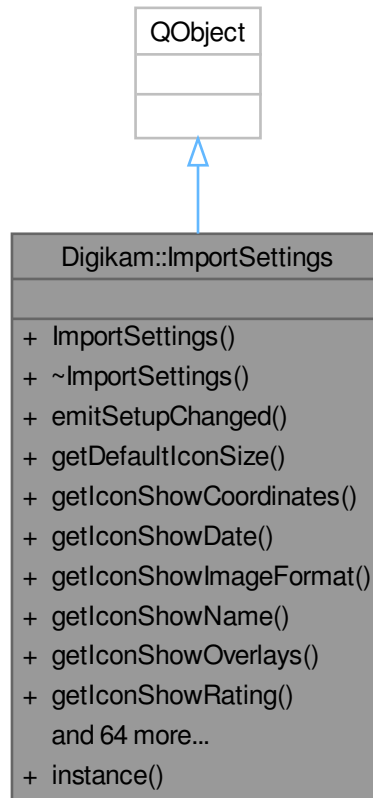 QObject
Digikam::ImportSettings
+ ImportSettings()
+ ~ImportSettings()
+ emitSetupChanged()
+ getDefaultIconSize()
+ getIconShowCoordinates()
+ getIconShowDate()
+ getIconShowImageFormat()
+ getIconShowName()
+ getIconShowOverlays()
+ getIconShowRating()
and 64 more...
+ instance()